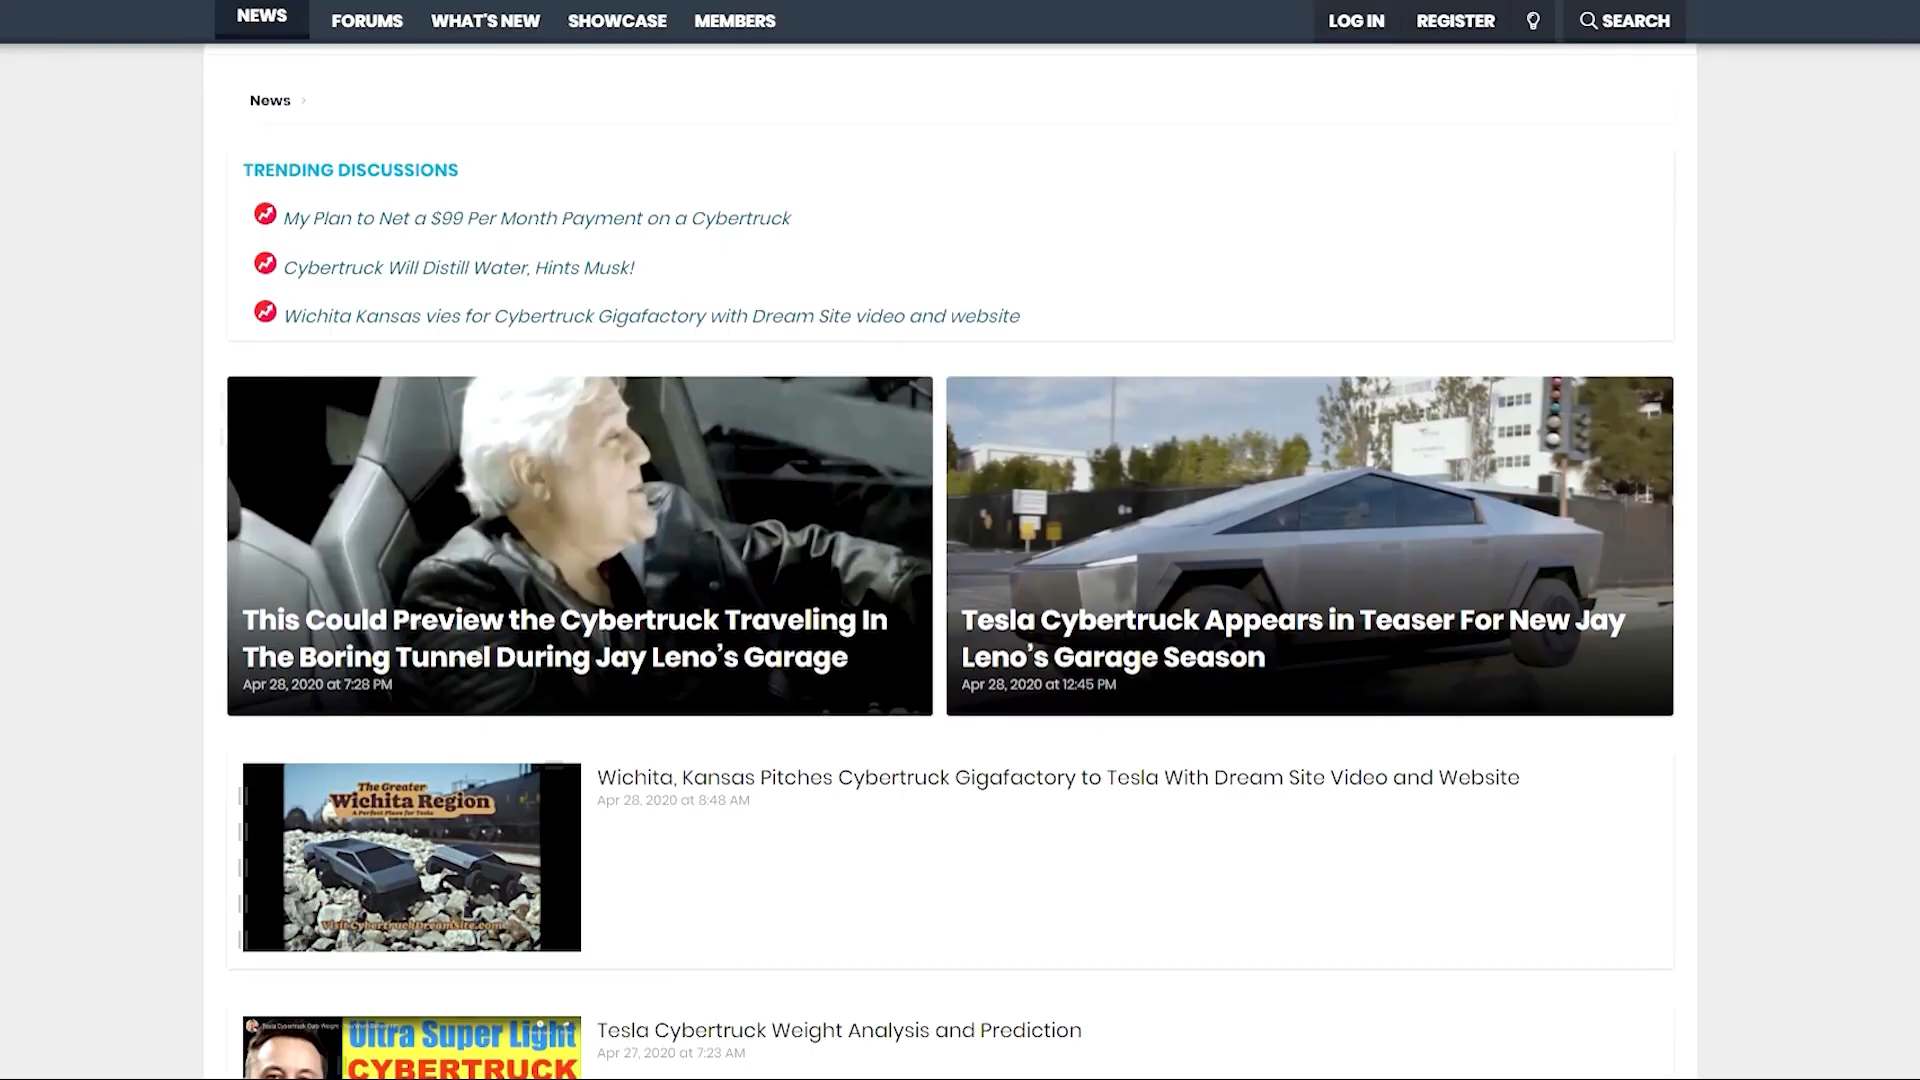 NEWS
FORUMS
WHAT'S NEW
SHOWCASE
MEMBERS
LOG IN
REGISTER
SEARCH
News
TRENDING DISCUSSIONS
My Plan to Net a $99 Per Month Payment on a Cybertruck
Cybertruck Will Distill Water, Hints Musk!
Wichita Kansas vies for Cybertruck Gigafactory with Dream Site video and website
This Could Preview the Cybertruck Traveling In
The Boring Tunnel During Jay Leno's Garage
Apr 28, 2020 at 7:28 PM
Tesla Cybertruck Appears in Teaser For New Jay
Leno's Garage Season
Apr 28, 2020 at 12:45 PM
The Greater
Wichita Region
A Perfect Place for Tesla
Visit CybertruckDreamSite.com
Wichita, Kansas Pitches Cybertruck Gigafactory to Tesla With Dream Site Video and Website
Apr 28, 2020 at 8:48 AM
Ultra Super Light
CYBERTRUCK
Tesla Cybertruck Weight Analysis and Prediction
Apr 27, 2020 at 7:23 AM